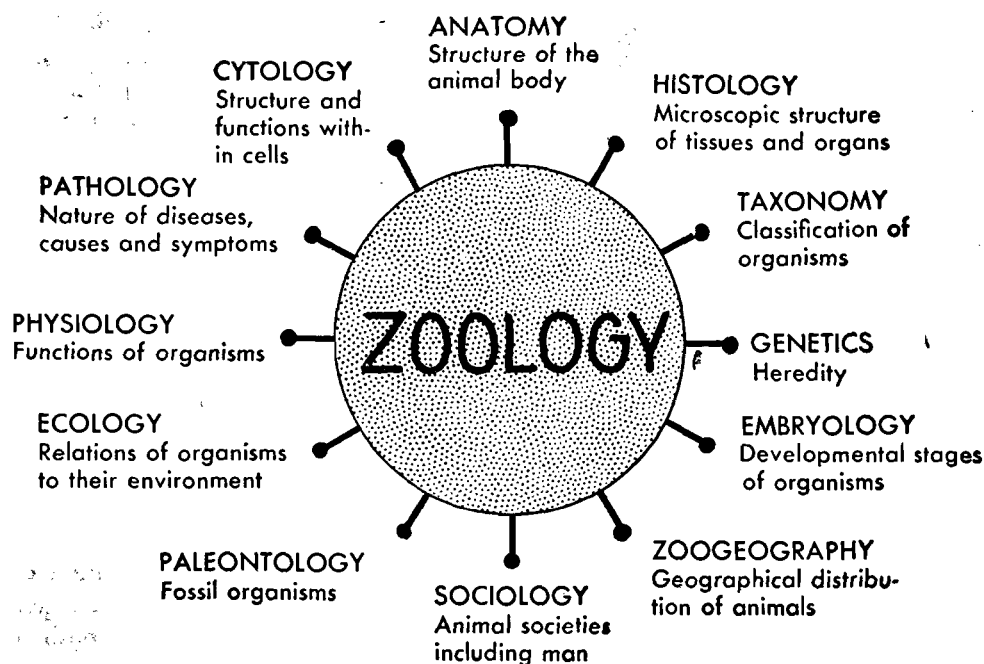 ANATOMY
Structure of the
animal body
HISTOLOGY
Microscopic structure
of tissues and organs
TAXONOMY
Classification of
organisms
GENETICS
Heredity
EMBRYOLOGY
Developmental stages
of organisms
ZOOGEOGRAPHY
Geographical distribu-
tion of animals
SOCIOLOGY
Animal societies
including man
PALEONTOLOGY
Fossil organisms
ECOLOGY
Relations of organisms
to their environment
PHYSIOLOGY
Functions of organisms
PATHOLOGY
Nature of diseases,
causes and symptoms
CYTOLOGY
Structure and
functions with-
in cells
ZOOLOGY